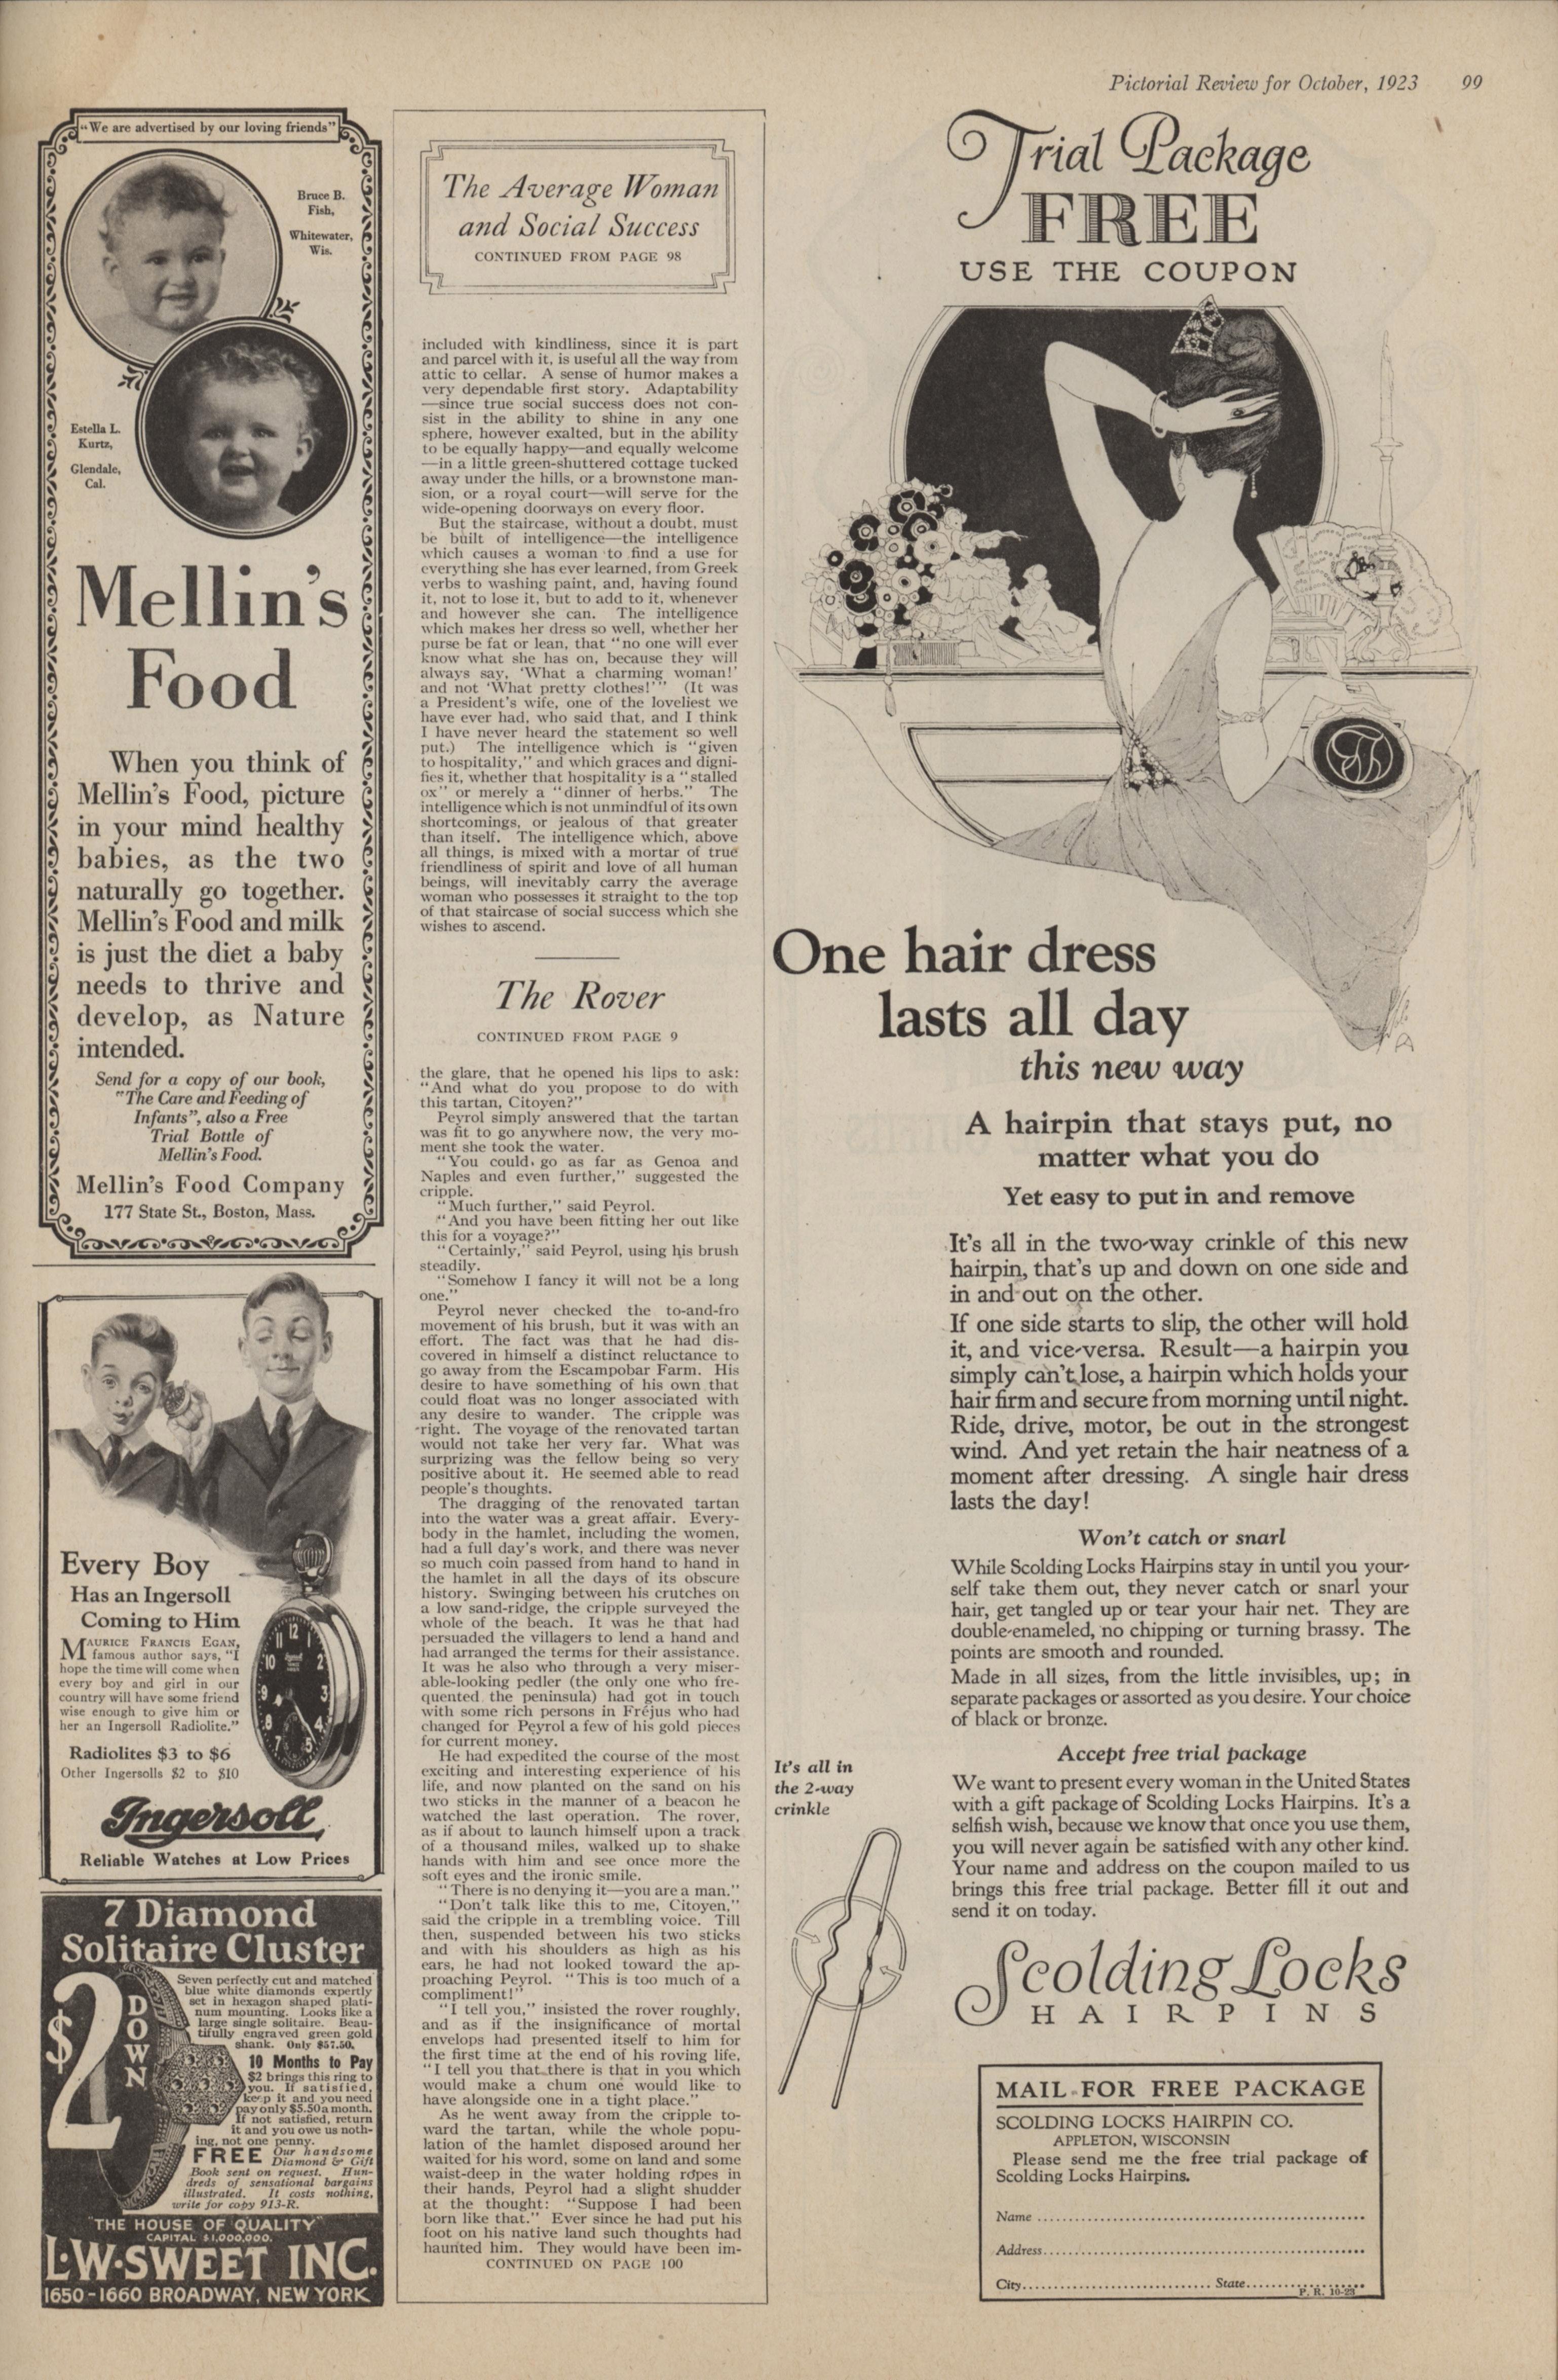 Pictorial Review for October, 1923 99
"We are advertised by our loving friends"
Bruce B.
Fish,
Whitewater,
Wis.
Estella L.
Kurtz,
Glendale,
Cal.
Mellin's
Food
When you think of
Mellin's Food, picture
in your mind healthy
babies, as the two
naturally go together.
Mellin's Food and milk
is just the diet a baby
needs to thrive and
develop, as Nature
intended.
Send for a copy of our book,
"The Care and Feeding of
Infants", also a Free
Trial Bottle of
Mellin's Food.
Mellin's Food Company
177 State St., Boston, Mass.
Every Boy
Has an Ingersoll
Coming to Him
MAURICE FRANCIS EGAN,
famous author says, "I
hope the time will come when
every boy and girl in our
country will have some friend
wise enough to give him or
her an Ingersoll Radiolite."
Radiolites $3 to $6
Other Ingersolls $2 to $10
Ingersoll
Reliable Watches at Low Prices
7 Diamond
Solitaire Cluster
$2 DOWN
Seven perfectly cut and matched
blue white diamonds expertly
set in hexagon shaped plati-
num mounting. Looks like a
large single solitaire. Beau-
tifully engraved green gold
shank. Only $57.50.
10 Months to Pay
$2 brings this ring to
you. If satisfied,
keep it and you need
pay only $5.50 a month.
If not satisfied, return
it and you owe us noth-
ing, not one penny.
FREE Our handsome
Diamond & Gift
Book sent on request. Hun-
dreds of sensational bargains
illustrated. It costs nothing,
write for copy 913-R.
"THE HOUSE OF QUALITY"
CAPITAL $1,000,000.
L·W·SWEET INC.
1650-1660 BROADWAY, NEW YORK
The Average Woman
and Social Success
CONTINUED FROM PAGE 98
included with kindliness, since it is part
and parcel with it, is useful all the way from
attic to cellar. A sense of humor makes a
very dependable first story. Adaptability
—since true social success does not con-
sist in the ability to shine in any one
sphere, however exalted, but in the ability
to be equally happy—and equally welcome
—in a little green-shuttered cottage tucked
away under the hills, or a brownstone man-
sion, or a royal court—will serve for the
wide-opening doorways on every floor.
But the staircase, without a doubt, must
be built of intelligence—the intelligence
which causes a woman to find a use for
everything she has ever learned, from Greek
verbs to washing paint, and, having found
it, not to lose it, but to add to it, whenever
and however she can. The intelligence
which makes her dress so well, whether her
purse be fat or lean, that "no one will ever
know what she has on, because they will
always say, 'What a charming woman!'
and not 'What pretty clothes!'" (It was
a President's wife, one of the loveliest we
have ever had, who said that, and I think
I have never heard the statement so well
put.) The intelligence which is "given
to hospitality," and which graces and digni-
fies it, whether that hospitality is a "stalled
ox" or merely a "dinner of herbs." The
intelligence which is not unmindful of its own
shortcomings, or jealous of that greater
than itself. The intelligence which, above
all things, is mixed with a mortar of true
friendliness of spirit and love of all human
beings, will inevitably carry the average
woman who possesses it straight to the top
of that staircase of social success which she
wishes to ascend.
The Rover
CONTINUED FROM PAGE 9
the glare, that he opened his lips to ask:
"And what do you propose to do with
this tartan, Citoyen?"
Peyrol simply answered that the tartan
was fit to go anywhere now, the very mo-
ment she took the water.
"You could go as far as Genoa and
Naples and even further," suggested the
cripple.
"Much further," said Peyrol.
"And you have been fitting her out like
this for a voyage?"
"Certainly," said Peyrol, using his brush
steadily.
"Somehow I fancy it will not be a long
one."
Peyrol never checked the to-and-fro
movement of his brush, but it was with an
effort. The fact was that he had dis-
covered in himself a distinct reluctance to
go away from the Escampobar Farm. His
desire to have something of his own that
could float was no longer associated with
any desire to wander. The cripple was
right. The voyage of the renovated tartan
would not take her very far. What was
surprizing was the fellow being so very
positive about it. He seemed able to read
people's thoughts.
The dragging of the renovated tartan
into the water was a great affair. Every-
body in the hamlet, including the women,
had a full day's work, and there was never
so much coin passed from hand to hand in
the hamlet in all the days of its obscure
history. Swinging between his crutches on
a low sand-ridge, the cripple surveyed the
whole of the beach. It was he that had
persuaded the villagers to lend a hand and
had arranged the terms for their assistance.
It was he also who through a very miser-
able-looking pedler (the only one who fre-
quented the peninsula) had got in touch
with some rich persons in Fréjus who had
changed for Peyrol a few of his gold pieces
for current money.
He had expedited the course of the most
exciting and interesting experience of his
life, and now planted on the sand on his
two sticks in the manner of a beacon he
watched the last operation. The rover,
as if about to launch himself upon a track
of a thousand miles, walked up to shake
hands with him and see once more the
soft eyes and the ironic smile.
"There is no denying it—you are a man."
"Don't talk like this to me, Citoyen,"
said the cripple in a trembling voice. Till
then, suspended between his two sticks
and with his shoulders as high as his
ears, he had not looked toward the ap-
proaching Peyrol. "This is too much of a
compliment!"
"I tell you," insisted the rover roughly,
and as if the insignificance of mortal
envelops had presented itself to him for
the first time at the end of his roving life,
"I tell you that there is that in you which
would make a chum one would like to
have alongside one in a tight place."
As he went away from the cripple to-
ward the tartan, while the whole popu-
lation of the hamlet disposed around her
waited for his word, some on land and some
waist-deep in the water holding ropes in
their hands, Peyrol had a slight shudder
at the thought: "Suppose I had been
born like that." Ever since he had put his
foot on his native land such thoughts had
haunted him. They would have been im-
CONTINUED ON PAGE 100
Trial Package
FREE
USE THE COUPON
One hair dress
lasts all day
this new way
A hairpin that stays put, no
matter what you do
Yet easy to put in and remove
It's all in the two-way crinkle of this new
hairpin, that's up and down on one side and
in and out on the other.
If one side starts to slip, the other will hold
it, and vice-versa. Result—a hairpin you
simply can't lose, a hairpin which holds your
hair firm and secure from morning until night.
Ride, drive, motor, be out in the strongest
wind. And yet retain the hair neatness of a
moment after dressing. A single hair dress
lasts the day!
Won't catch or snarl
While Scolding Locks Hairpins stay in until you your-
self take them out, they never catch or snarl your
hair, get tangled up or tear your hair net. They are
double-enameled, no chipping or turning brassy. The
points are smooth and rounded.
Made in all sizes, from the little invisibles, up; in
separate packages or assorted as you desire. Your choice
of black or bronze.
Accept free trial package
We want to present every woman in the United States
with a gift package of Scolding Locks Hairpins. It's a
selfish wish, because we know that once you use them,
you will never again be satisfied with any other kind.
Your name and address on the coupon mailed to us
brings this free trial package. Better fill it out and
send it on today.
It's all in
the 2-way
crinkle
Scolding Locks
HAIRPINS
MAIL FOR FREE PACKAGE
SCOLDING LOCKS HAIRPIN CO.
APPLETON, WISCONSIN
Please send me the free trial package of
Scolding Locks Hairpins.
Name
Address
City State
P. R. 10-23